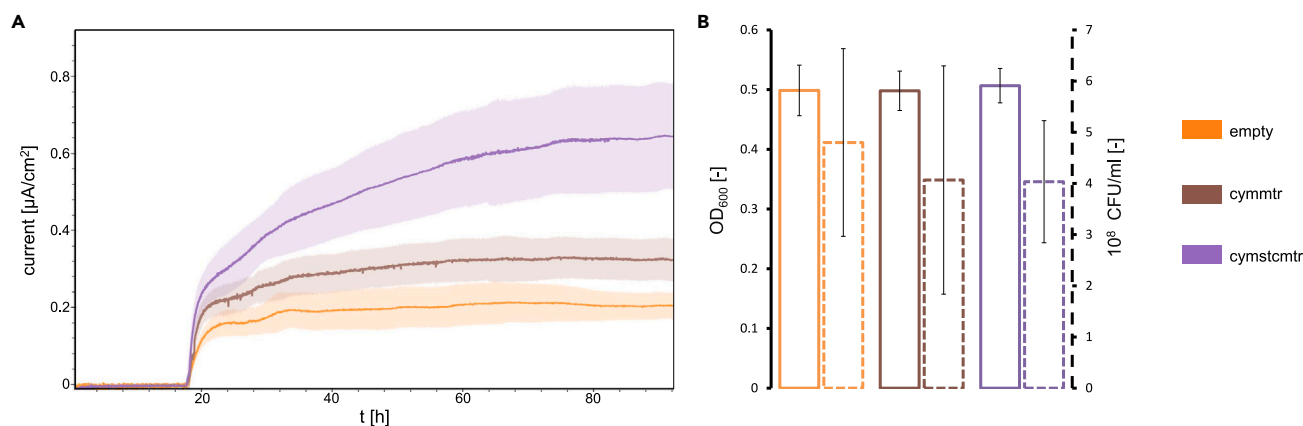 A
current [µA/cm²]
0.8
0.6
0.4
0.2
0
20
40
60
80
t [h]
B
OD₆₀₀ [-]
0.6
0.5
0.4
0.3
0.2
0.1
0
7
6
5
4
3
2
1
0
10⁸ CFU/ml [-]
empty
cymmtr
cymstcmtr